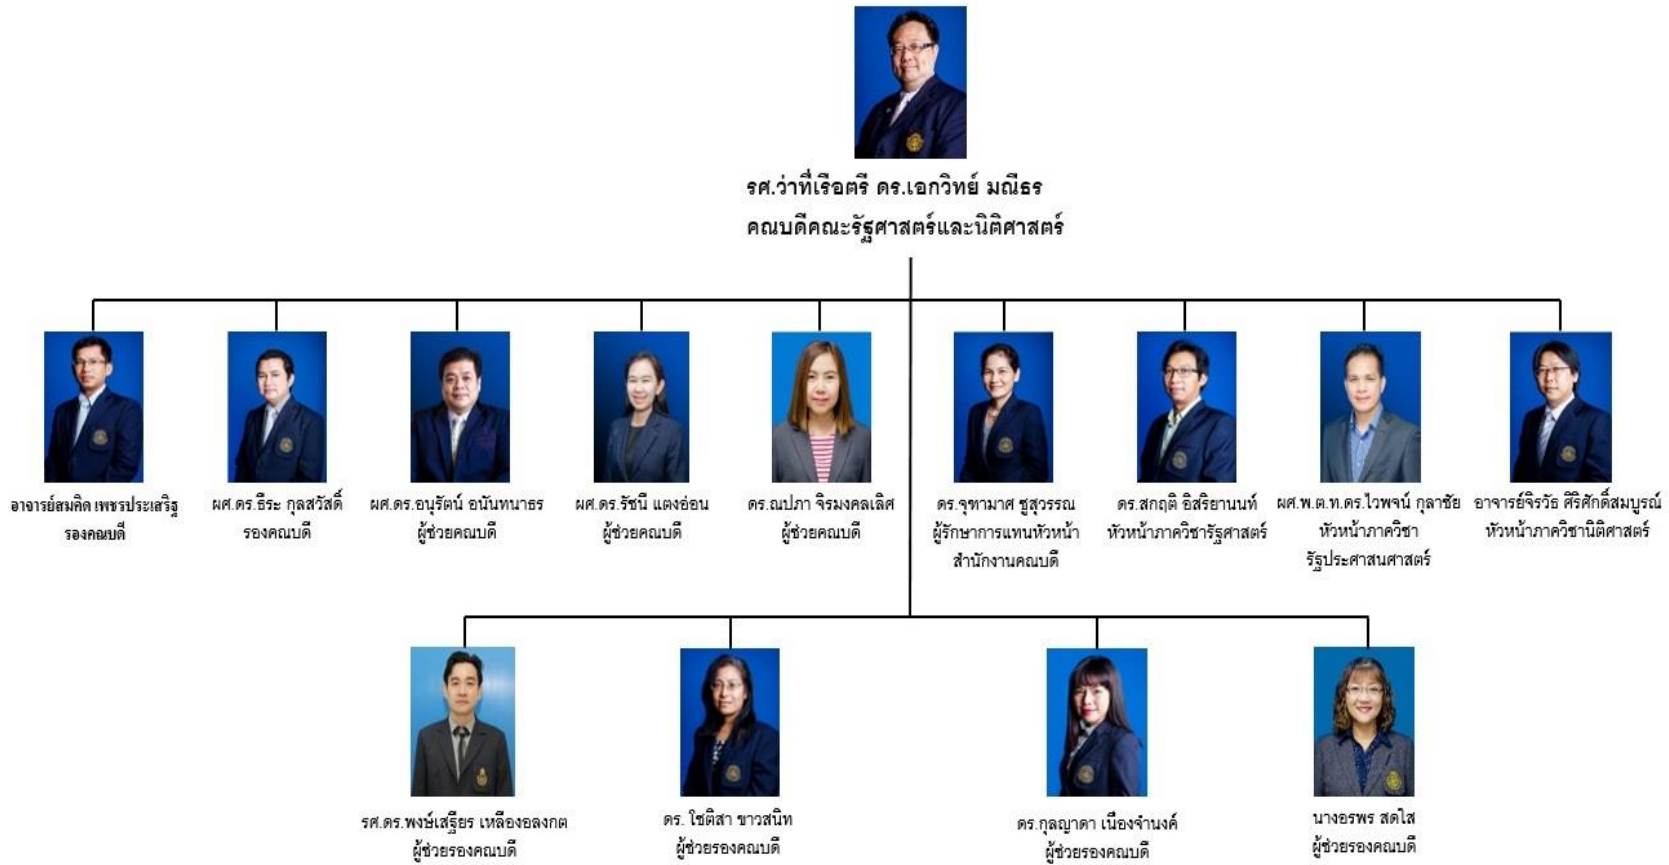 รศ.ว่าที่เรือตรี ดร.เอกวิทย์ มณีธร
คณบดีคณะรัฐศาสตร์และนิติศาสตร์
อาจารย์สมคิด เพชรประเสริฐ
รองคณบดี
ผศ.ดร.ธีระ กุลสวัสดิ์
รองคณบดี
ผศ.ดร.อนุรัตน์ อนันทนาธร
ผู้ช่วยคณบดี
ผศ.ดร.รัชนี แตงอ่อน
ผู้ช่วยคณบดี
ดร.ณปภา จิรมงคลเลิศ
ผู้ช่วยคณบดี
ดร.จุฑามาศ ชูสุวรรณ
ผู้รักษาการแทนหัวหน้า
สำนักงานคณบดี
ดร.สกฤติ อิสริยานนท์
หัวหน้าภาควิชารัฐศาสตร์
ผศ.พ.ต.ท.ดร.ไวพจน์ กุลาชัย
หัวหน้าภาควิชา
รัฐประศาสนศาสตร์
อาจารย์จิรวัธ ศิริศักดิ์สมบูรณ์
หัวหน้าภาควิชานิติศาสตร์
รศ.ดร.พงษ์เสฐียร เหลืองอลงกต
ผู้ช่วยรองคณบดี
ดร. โชติสา ขาวสนิท
ผู้ช่วยรองคณบดี
ดร.กุลญาดา เนื่องจำนงค์
ผู้ช่วยรองคณบดี
นางอรพร สดใส
ผู้ช่วยรองคณบดี